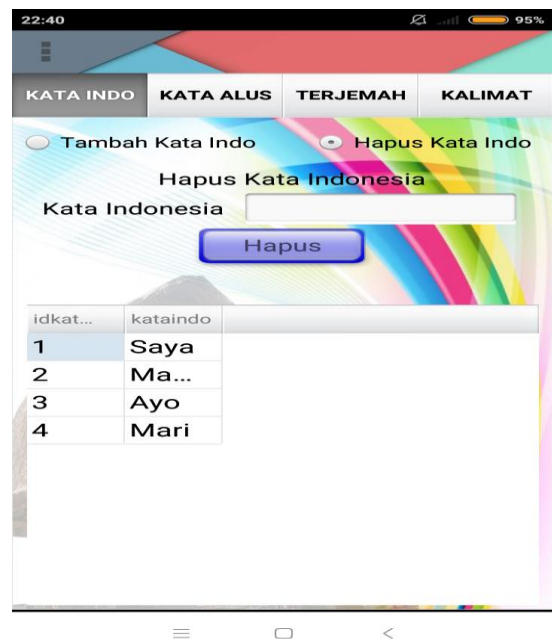 22:40 95%
KATA INDO KATA ALUS TERJEMAH KALIMAT
Tambah Kata Indo Hapus Kata Indo
Hapus Kata Indonesia
Kata Indonesia
Hapus
idkat... kataindo
1 Saya
2 Ma...
3 Ayo
4 Mari